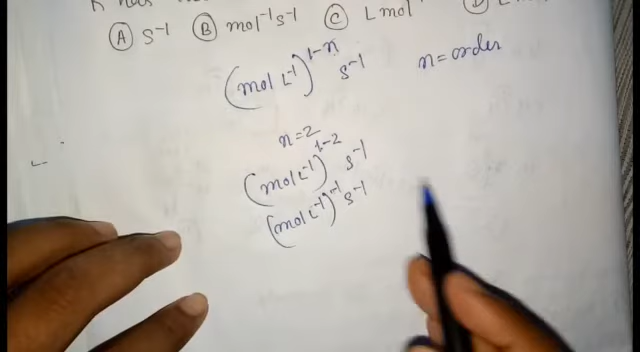 K
(A) S⁻¹ (B) mol⁻¹s⁻¹ (C) L mol (D)
(mol L⁻¹)¹⁻ⁿ s⁻¹ n = order
n = 2
(mol L⁻¹)¹⁻² s⁻¹
(mol L⁻¹)⁻¹ s⁻¹